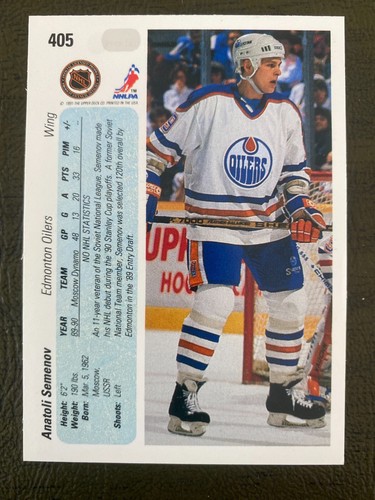 405
NHLPA
Anatoli Semenov Edmonton Oilers Wing
Height: 6'2"
Weight: 190 lbs.
Born: Mar. 5, 1962
Moscow,
USSR
Shoots: Left
YEAR TEAM GP G A PTS PIM +/-
89-90 Moscow Dynamo 48 13 20 33 16 --
NO NHL STATISTICS
An 11-year veteran of the Soviet National League, Semenov made
his NHL debut during the '90 Stanley Cup playoffs. A former Soviet
National Team member, Semenov was selected 120th overall by
Edmonton in the '89 Entry Draft.
OILERS
7000
UPH
HOC